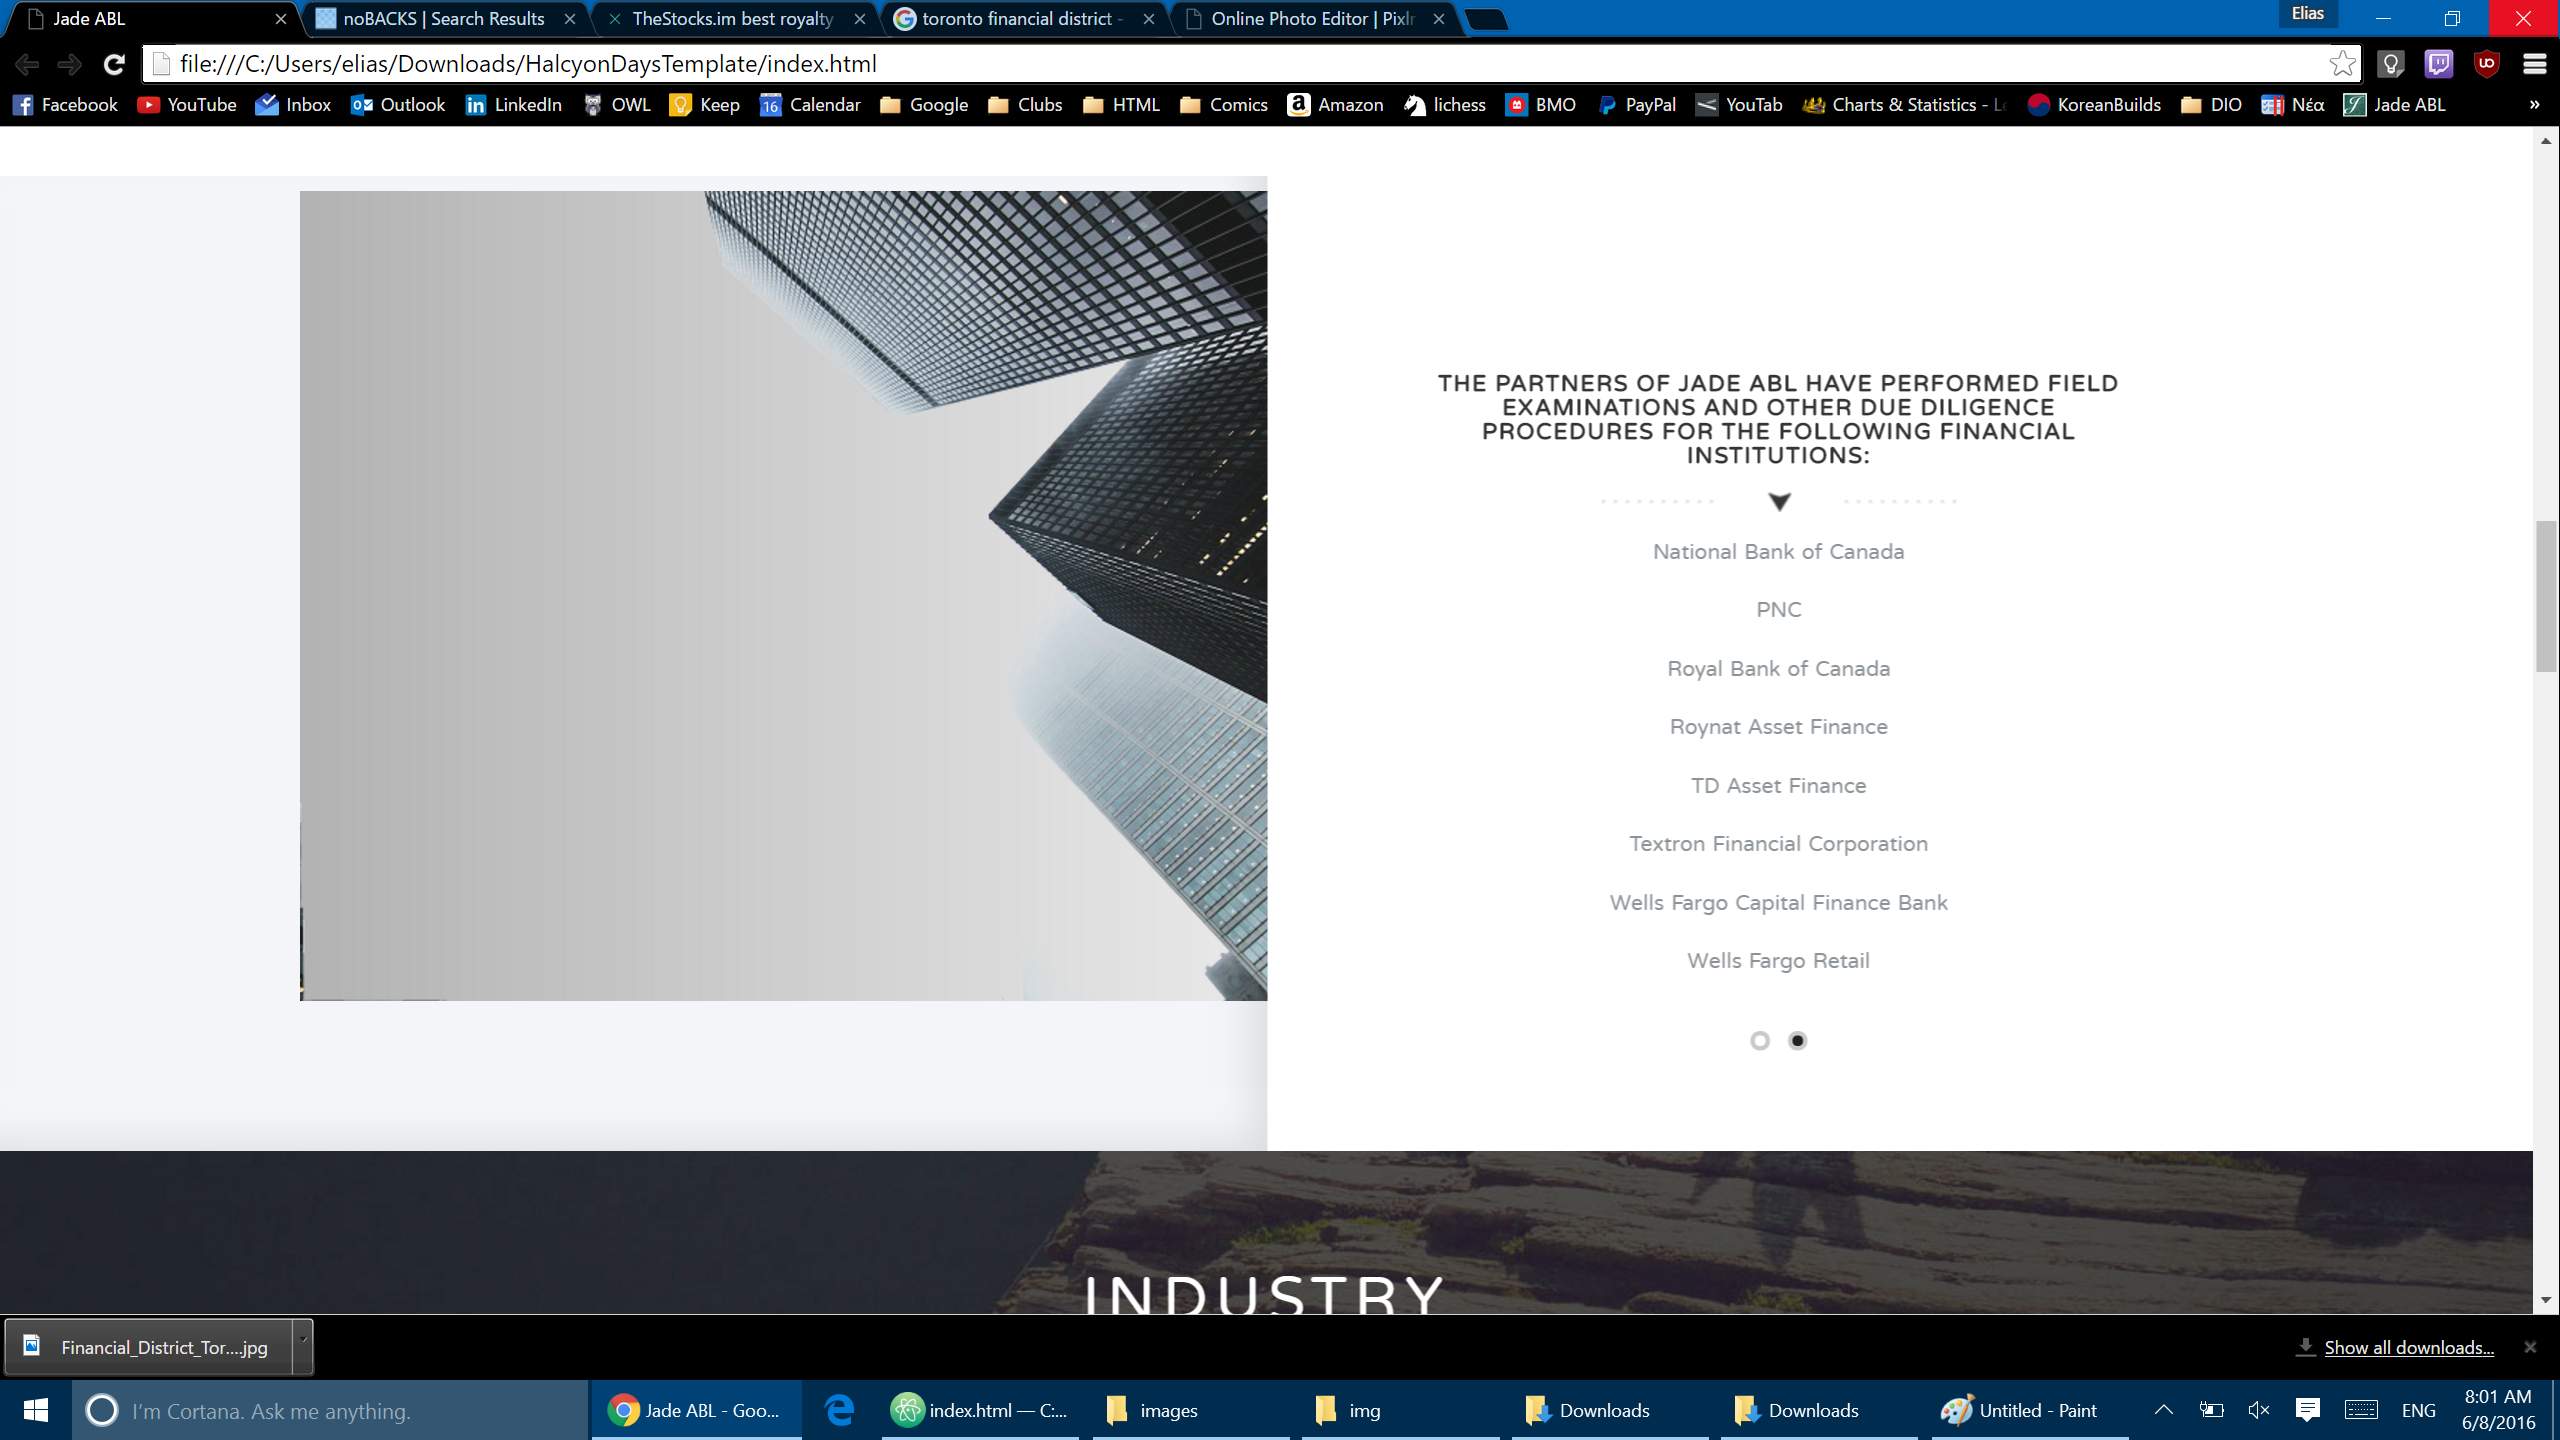 Jade ABL
noBACKS | Search Results
TheStocks.im best royalty
toronto financial district -
Online Photo Editor | Pixlr
Elias
file:///C:/Users/elias/Downloads/HalcyonDaysTemplate/index.html
Facebook
YouTube
Inbox
Outlook
LinkedIn
OWL
Keep
16
Calendar
Google
Clubs
HTML
Comics
Amazon
lichess
BMO
PayPal
YouTab
Charts & Statistics - Le
KoreanBuilds
DIO
Νέα
Jade ABL
»
THE PARTNERS OF JADE ABL HAVE PERFORMED FIELD
EXAMINATIONS AND OTHER DUE DILIGENCE
PROCEDURES FOR THE FOLLOWING FINANCIAL
INSTITUTIONS:
National Bank of Canada
PNC
Royal Bank of Canada
Roynat Asset Finance
TD Asset Finance
Textron Financial Corporation
Wells Fargo Capital Finance Bank
Wells Fargo Retail
INDUSTRY
Financial_District_Tor....jpg
Show all downloads...
I'm Cortana. Ask me anything.
Jade ABL - Goo...
index.html — C:...
images
img
Downloads
Downloads
Untitled - Paint
ENG
8:01 AM
6/8/2016